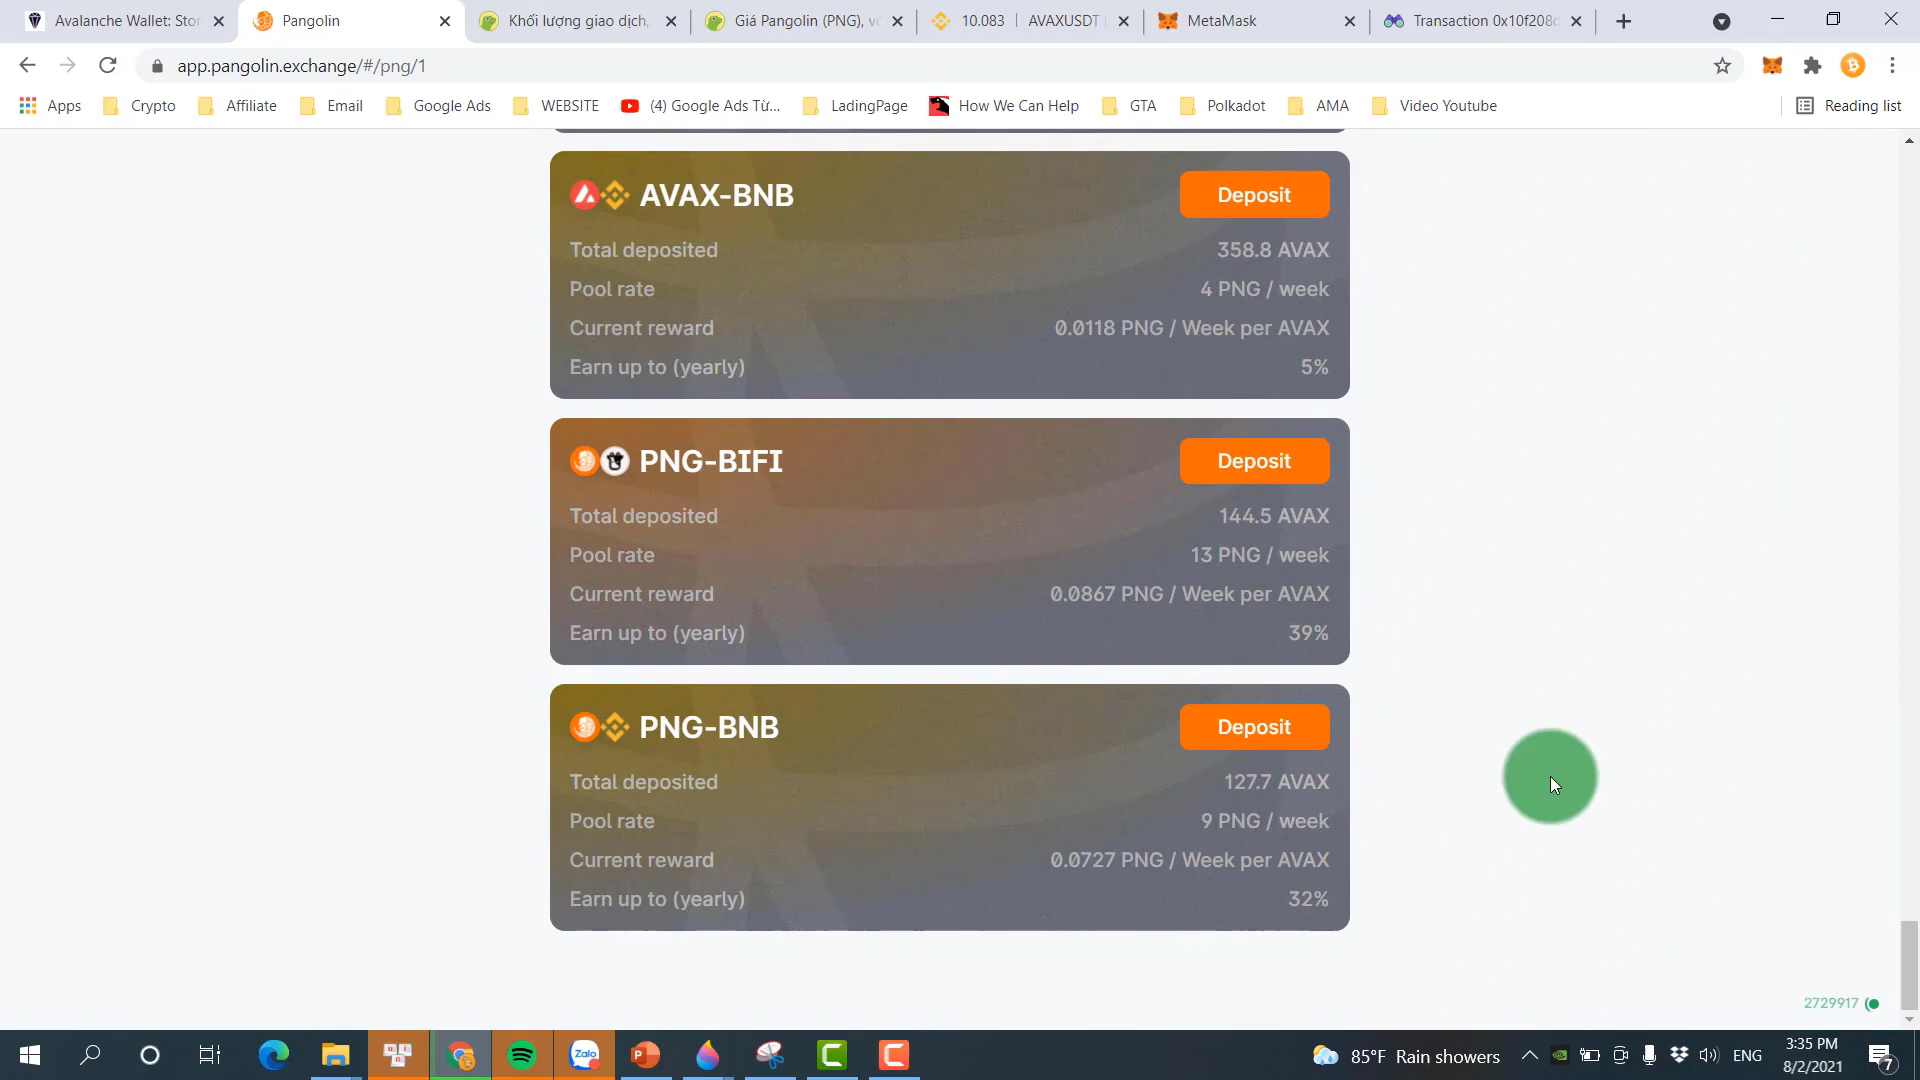 Avalanche Wallet: Stor
Pangolin
Khối lượng giao dịch,
Giá Pangolin (PNG), vố
10.083 | AVAXUSDT
MetaMask
Transaction 0x10f208c
app.pangolin.exchange/#/png/1
Apps
Crypto
Affiliate
Email
Google Ads
WEBSITE
(4) Google Ads Từ...
LadingPage
How We Can Help
GTA
Polkadot
AMA
Video Youtube
Reading list
AVAX-BNB
Deposit
Total deposited 358.8 AVAX
Pool rate 4 PNG / week
Current reward 0.0118 PNG / Week per AVAX
Earn up to (yearly) 5%
PNG-BIFI
Deposit
Total deposited 144.5 AVAX
Pool rate 13 PNG / week
Current reward 0.0867 PNG / Week per AVAX
Earn up to (yearly) 39%
PNG-BNB
Deposit
Total deposited 127.7 AVAX
Pool rate 9 PNG / week
Current reward 0.0727 PNG / Week per AVAX
Earn up to (yearly) 32%
2729917
Zalo
85°F Rain showers
ENG
3:35 PM
8/2/2021
7